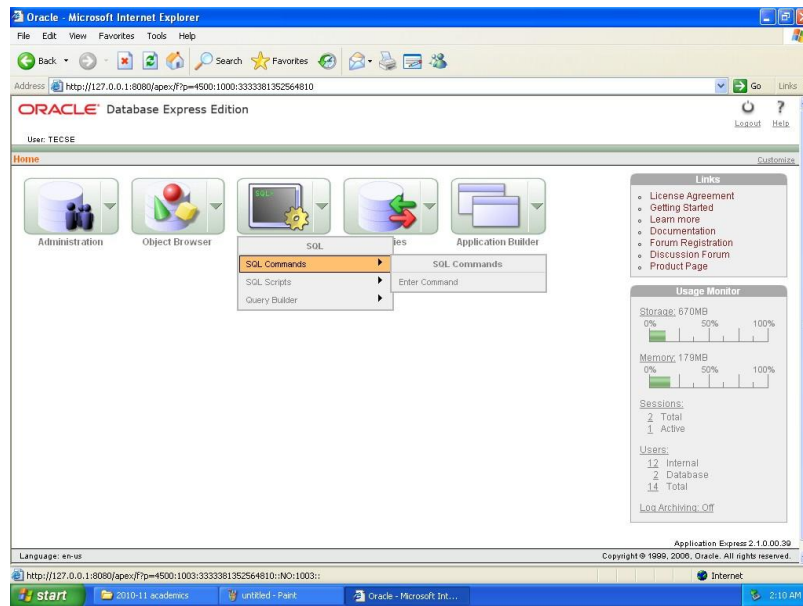 Oracle - Microsoft Internet Explorer
File Edit View Favorites Tools Help
Back Search Favorites
Address http://127.0.0.1:8080/apex/f?p=4500:1000:3333381352564810 Go Links
ORACLE Database Express Edition
Logout Help
User: TECSE
Home Customize
SQL>
Administration Object Browser ies Application Builder
SQL
SQL Commands
SQL Scripts
Query Builder
SQL Commands
Enter Command
Links
License Agreement
Getting Started
Learn more
Documentation
Forum Registration
Discussion Forum
Product Page
Usage Monitor
Storage: 670MB
0% 50% 100%
Memory: 179MB
0% 50% 100%
Sessions:
2 Total
1 Active
Users:
12 Internal
2 Database
14 Total
Log Archiving: Off
Application Express 2.1.0.00.39
Language: en-us Copyright © 1999, 2006, Oracle. All rights reserved.
http://127.0.0.1:8080/apex/f?p=4500:1003:3333381352564810::NO:1003:: Internet
start 2010-11 academics untitled - Paint Oracle - Microsoft Int... 2:10 AM